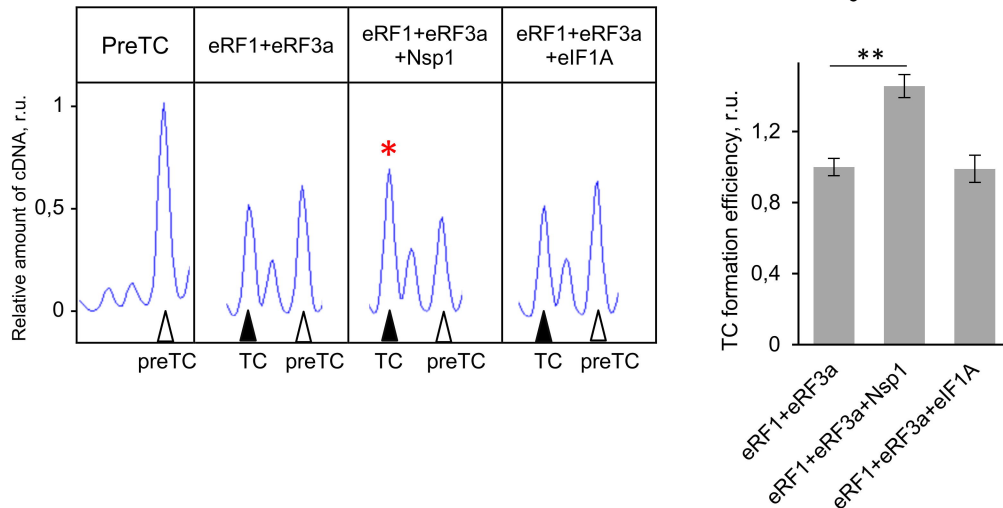 PreTC
eRF1+eRF3a
eRF1+eRF3a
+Nsp1
eRF1+eRF3a
+eIF1A
Relative amount of cDNA, r.u.
1
0,5
0
*
preTC
TC preTC
TC preTC
TC preTC
TC formation efficiency, r.u.
1,2
0,8
0,4
0
**
eRF1+eRF3a
eRF1+eRF3a+Nsp1
eRF1+eRF3a+eIF1A